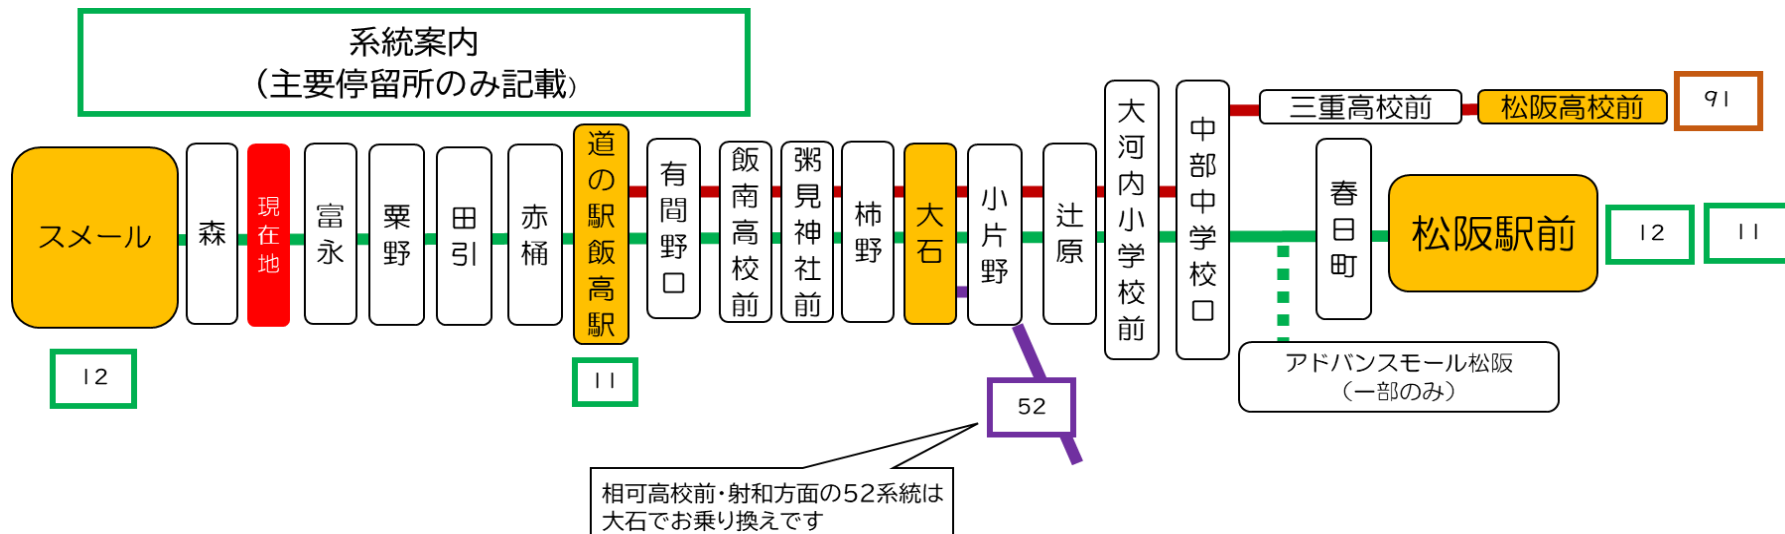 系統案内
（主要停留所のみ記載）
スメール
森
現在地
富永
粟野
田引
赤桶
道の駅飯高駅
有間野口
飯南高校前
粥見神社前
柿野
大石
小片野
辻原
大河内小学校前
中部中学校口
三重高校前
松阪高校前
91
春日町
松阪駅前
12
11
アドバンスモール松阪
（一部のみ）
12
11
52
相可高校前・射和方面の52系統は
大石でお乗り換えです